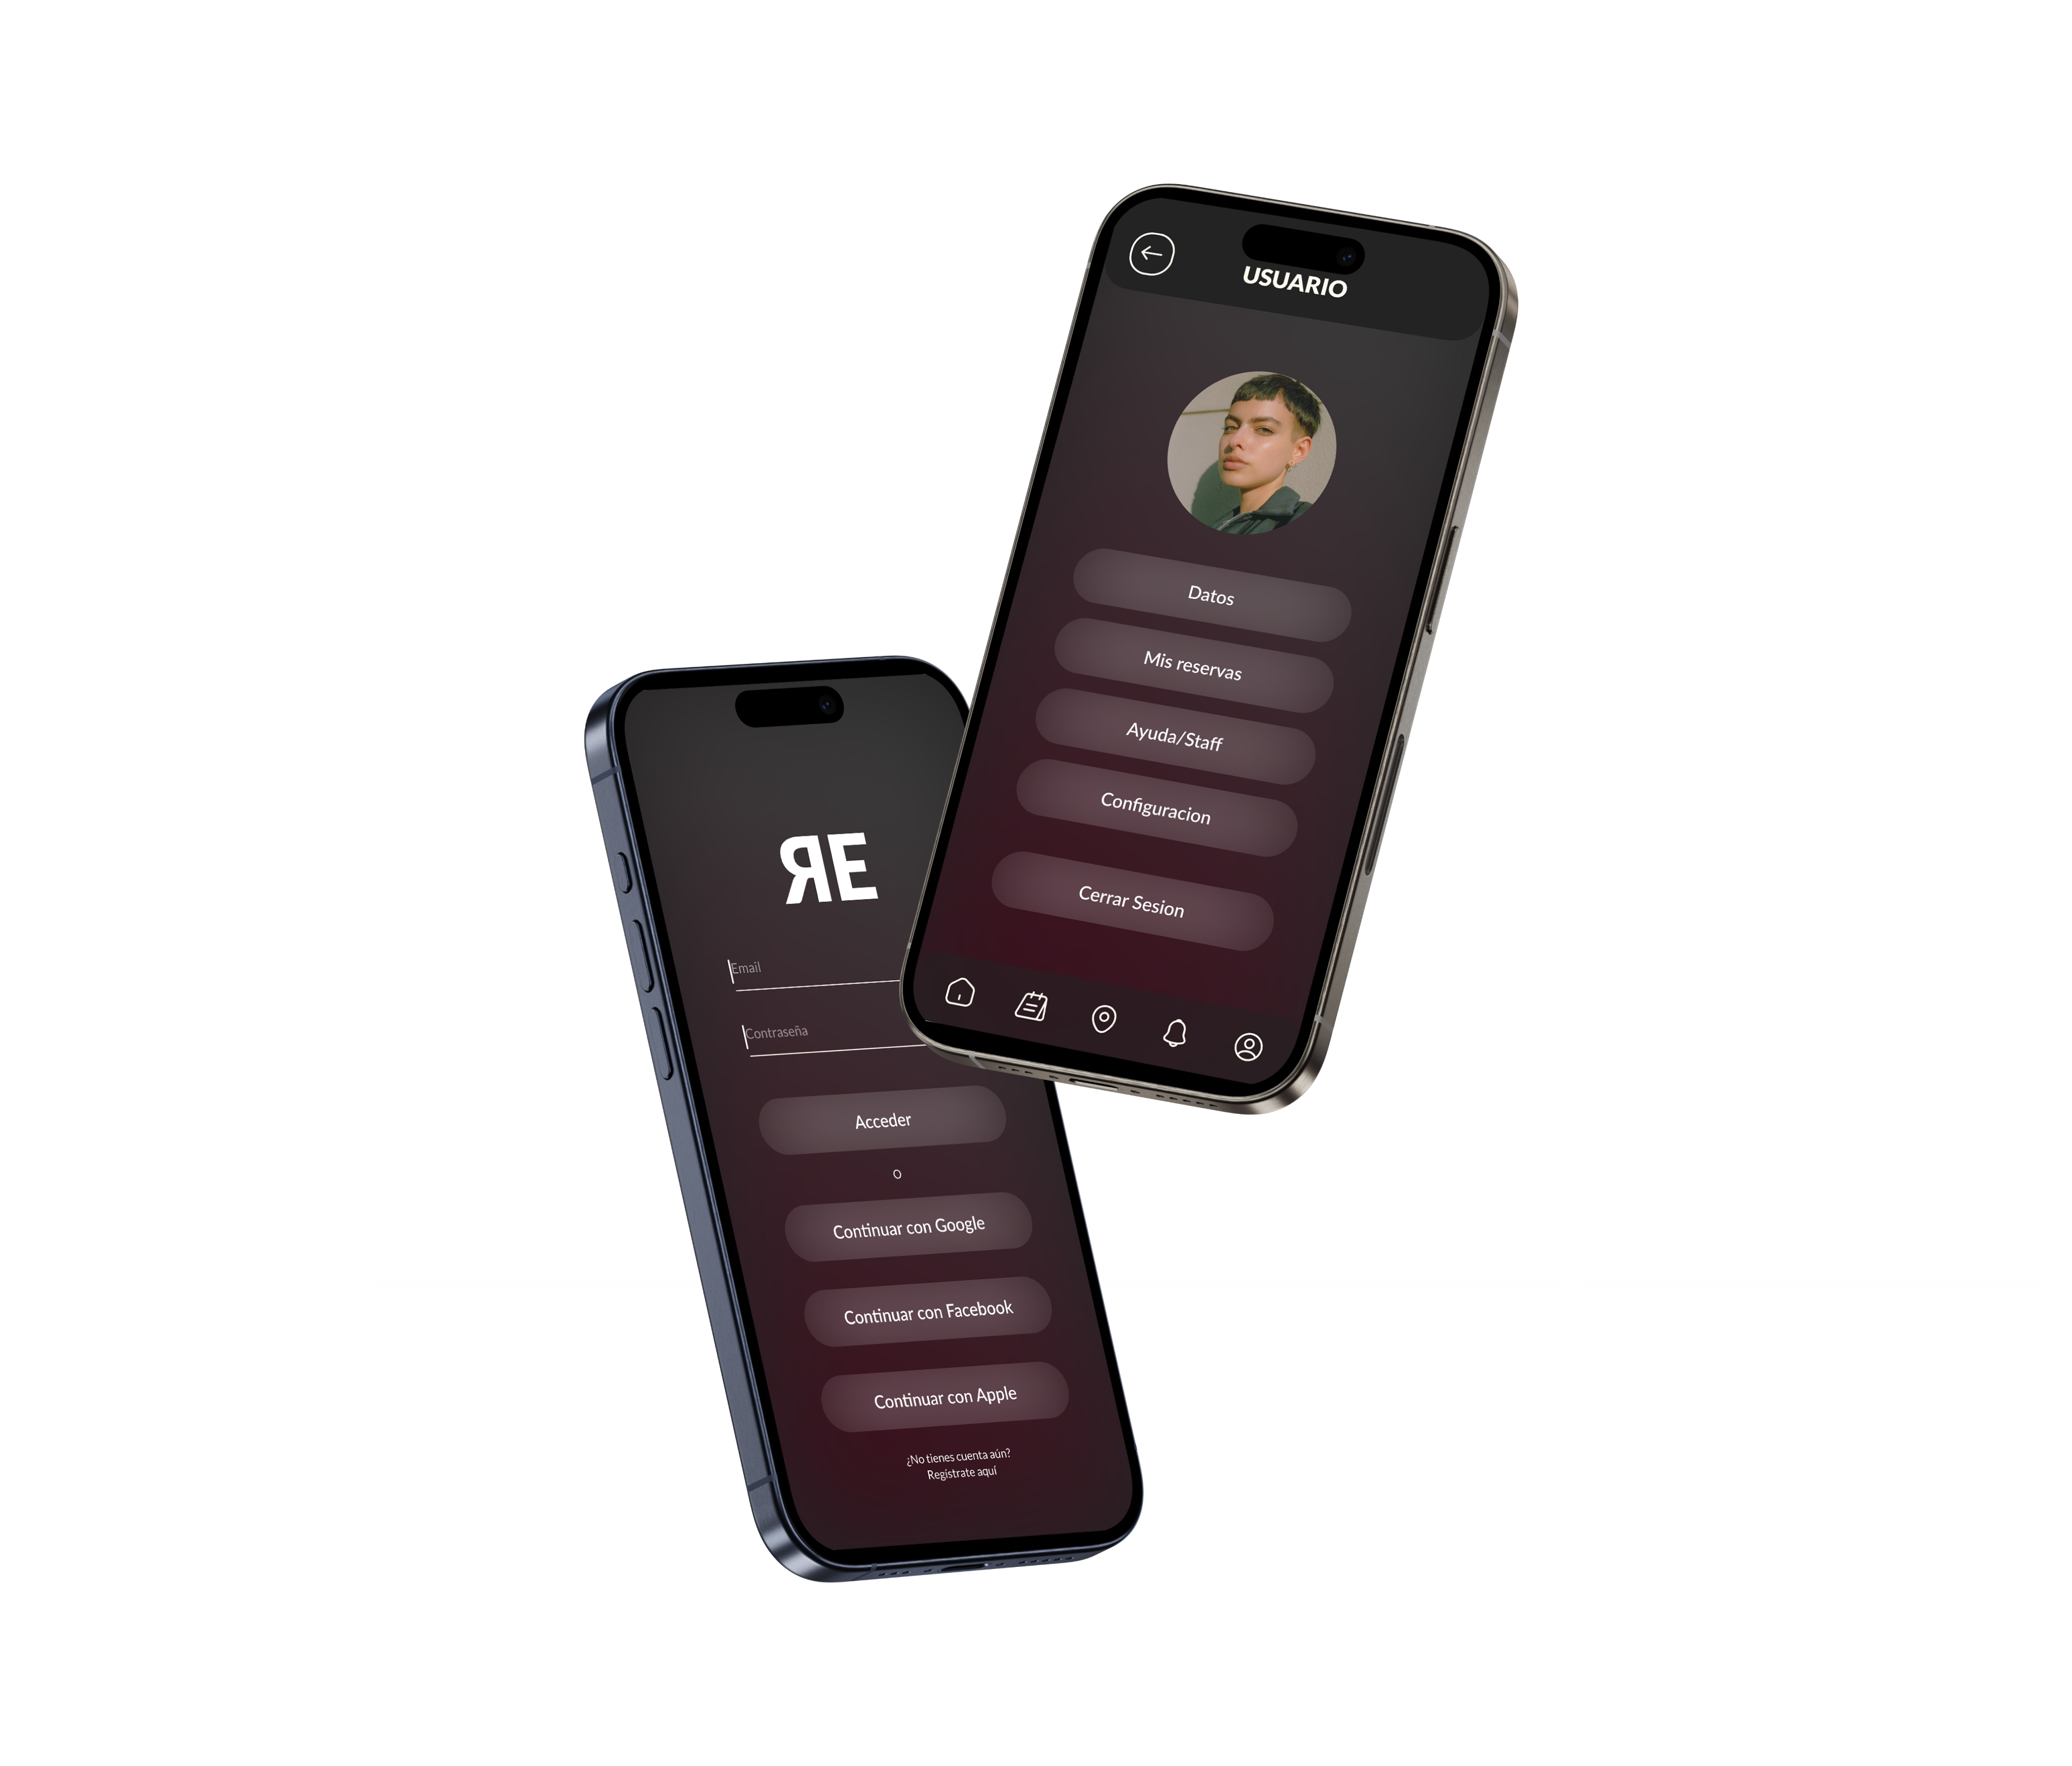 USUARIO
Datos
Mis reservas
Ayuda/Staff
Configuracion
Cerrar Sesion
ЯE
Email
Contraseña
Acceder
o
Continuar con Google
Continuar con Facebook
Continuar con Apple
¿No tienes cuenta aún?
Regístrate aquí